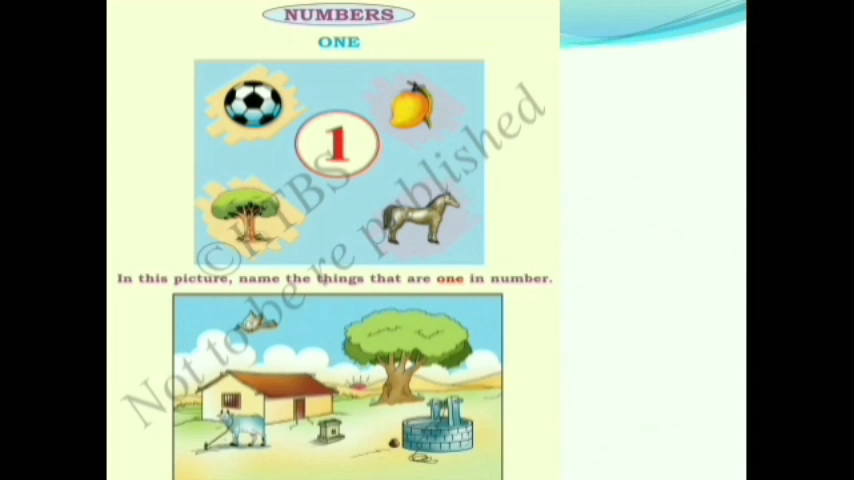 NUMBERS
ONE
1
In this picture, name the things that are one in number.
©KTBS
Not to be re published